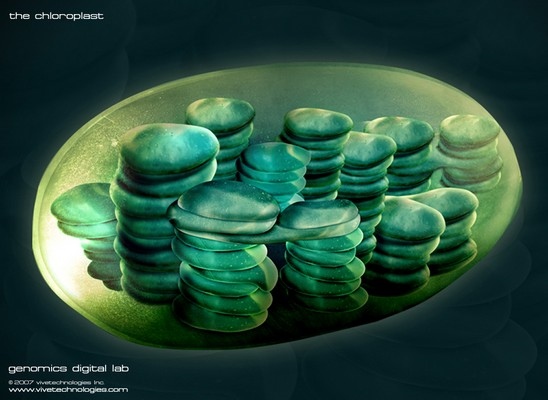 the chloroplast
genomics digital lab
©2007 vivetechnologies Inc.
www.vivetechnologies.com